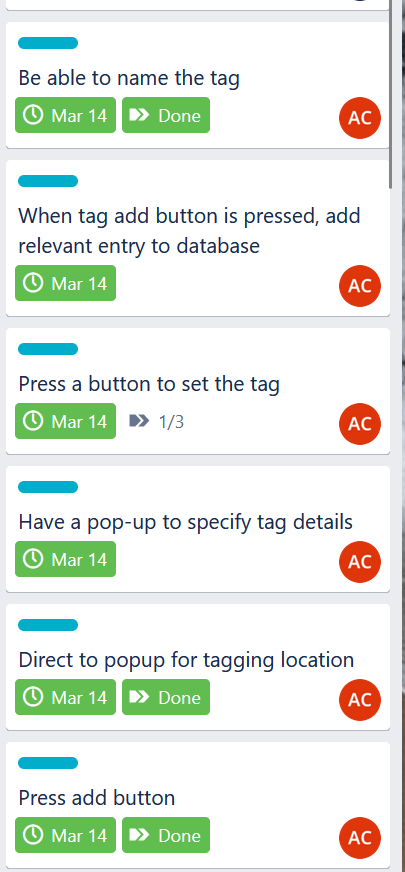 Be able to name the tag
Mar 14 Done AC
When tag add button is pressed, add
relevant entry to database
Mar 14 AC
Press a button to set the tag
Mar 14 1/3 AC
Have a pop-up to specify tag details
Mar 14 AC
Direct to popup for tagging location
Mar 14 Done AC
Press add button
Mar 14 Done AC